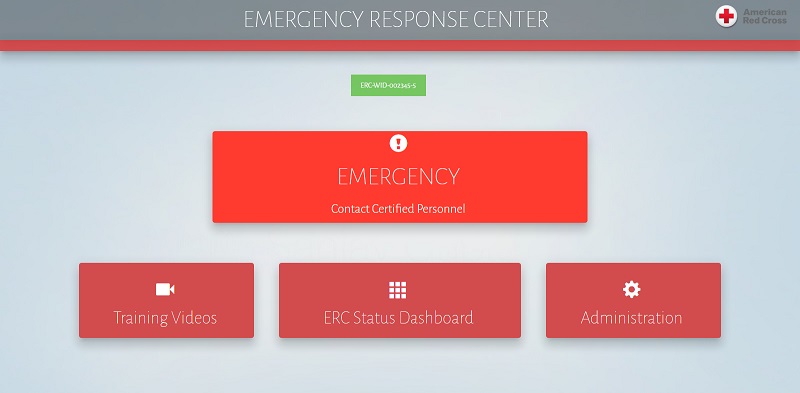 EMERGENCY RESPONSE CENTER
American
Red Cross
ERC-WID-002345-5
EMERGENCY
Contact Certified Personnel
Training Videos
ERC Status Dashboard
Administration